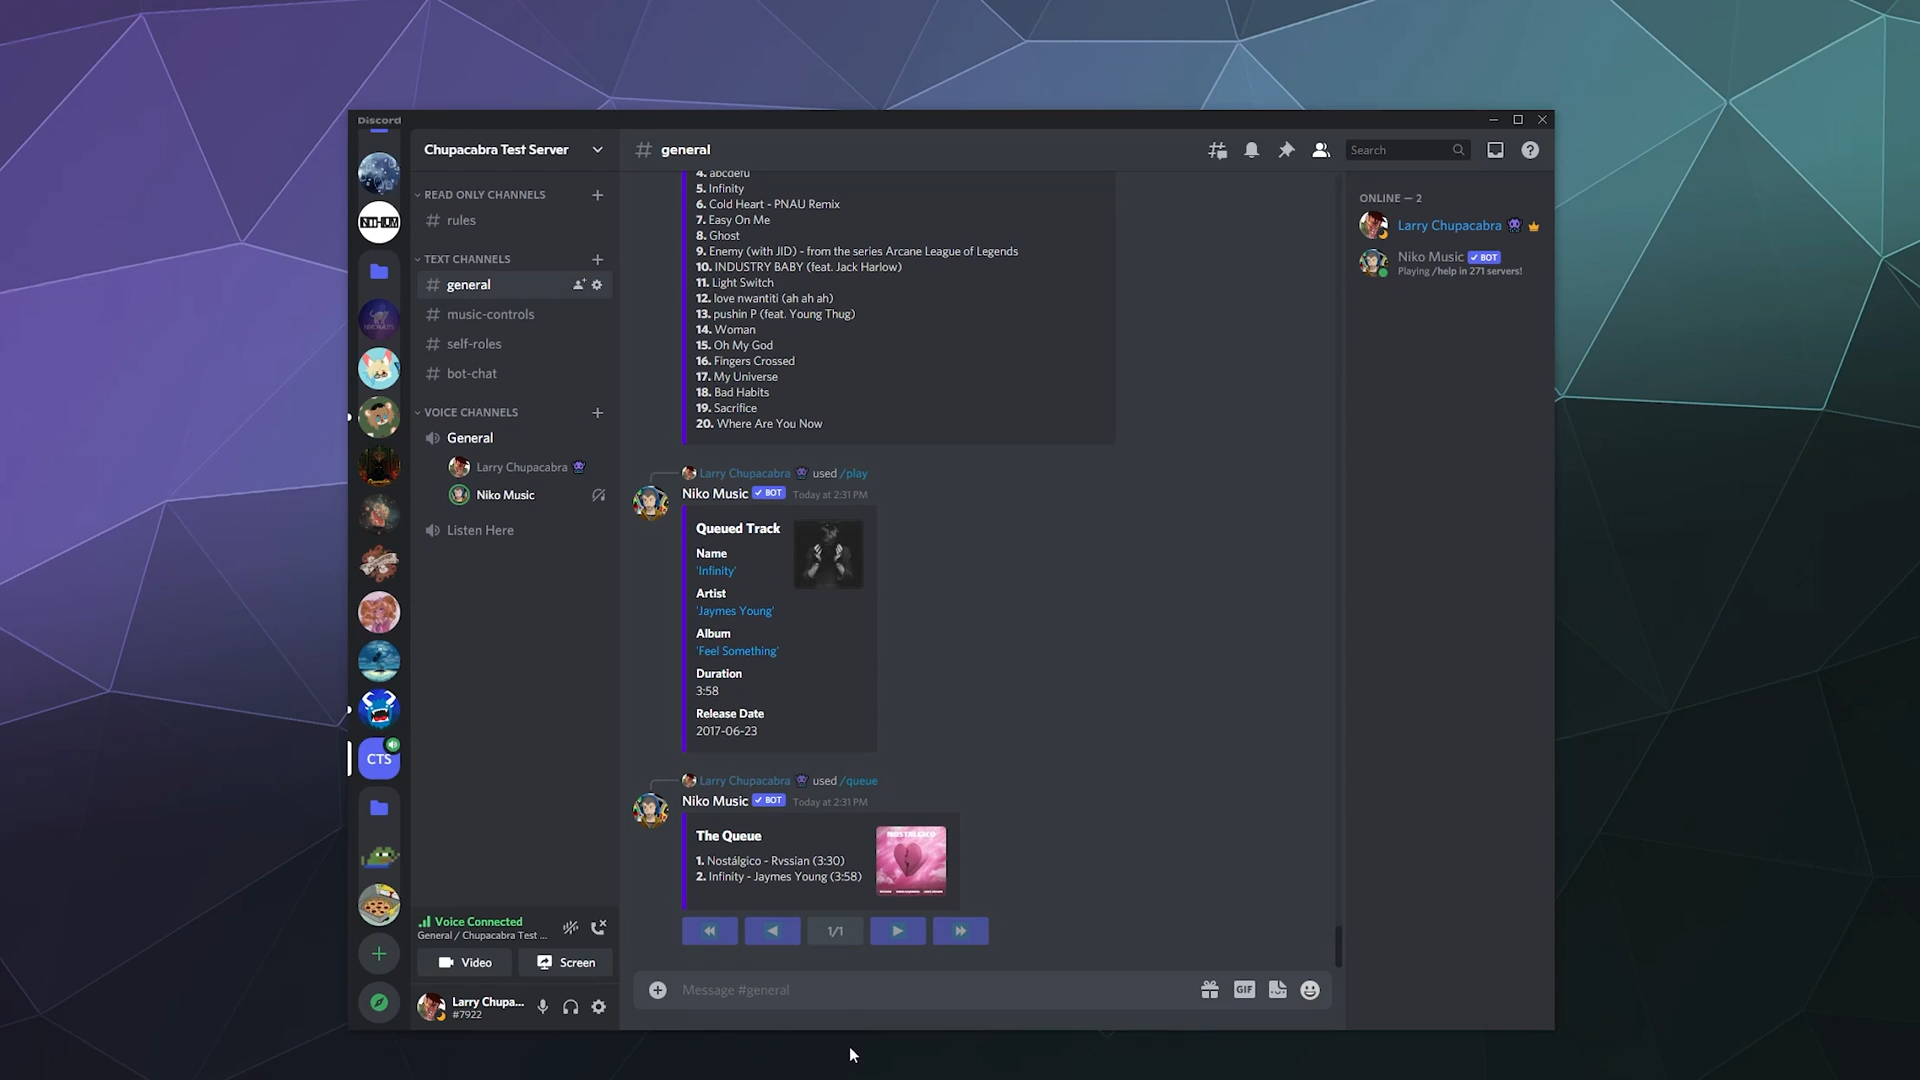 Discord
Chupacabra Test Server
general
Search
READ ONLY CHANNELS
rules
TEXT CHANNELS
general
music-controls
self-roles
bot-chat
VOICE CHANNELS
General
Larry Chupacabra
Niko Music
Listen Here
CTS
Voice Connected
General / Chupacabra Test ...
Video
Screen
Larry Chupa...
#7922
4. abcdefu
5. Infinity
6. Cold Heart - PNAU Remix
7. Easy On Me
8. Ghost
9. Enemy (with JID) - from the series Arcane League of Legends
10. INDUSTRY BABY (feat. Jack Harlow)
11. Light Switch
12. love nwantiti (ah ah ah)
13. pushin P (feat. Young Thug)
14. Woman
15. Oh My God
16. Fingers Crossed
17. My Universe
18. Bad Habits
19. Sacrifice
20. Where Are You Now
Larry Chupacabra used /play
Niko Music BOT Today at 2:31 PM
Queued Track
Name
'Infinity'
Artist
'Jaymes Young'
Album
'Feel Something'
Duration
3:58
Release Date
2017-06-23
Larry Chupacabra used /queue
Niko Music BOT Today at 2:31 PM
The Queue
1. Nostálgico - Rvssian (3:30)
2. Infinity - Jaymes Young (3:58)
1/1
Message #general
GIF
ONLINE — 2
Larry Chupacabra
Niko Music BOT
Playing /help in 271 servers!